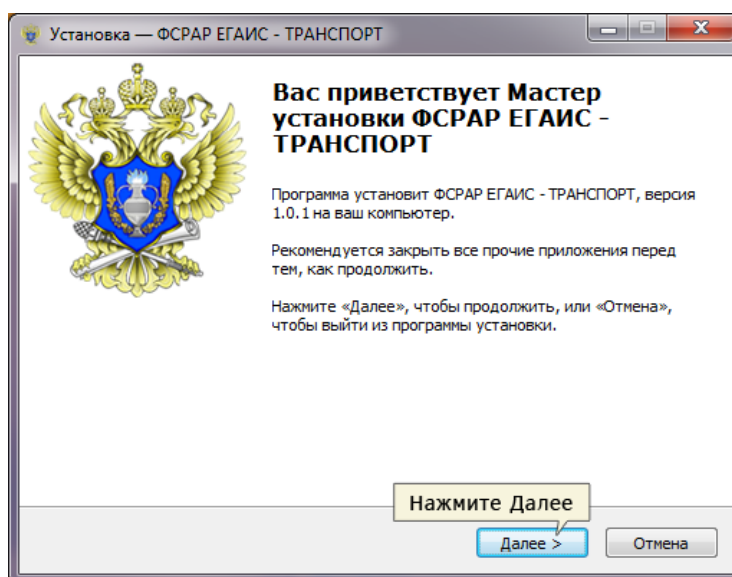 Установка — ФСРАР ЕГАИС - ТРАНСПОРТ
Вас приветствует Мастер
установки ФСРАР ЕГАИС -
ТРАНСПОРТ
Программа установит ФСРАР ЕГАИС - ТРАНСПОРТ, версия
1.0.1 на ваш компьютер.
Рекомендуется закрыть все прочие приложения перед
тем, как продолжить.
Нажмите «Далее», чтобы продолжить, или «Отмена»,
чтобы выйти из программы установки.
Нажмите Далее
Далее >
Отмена